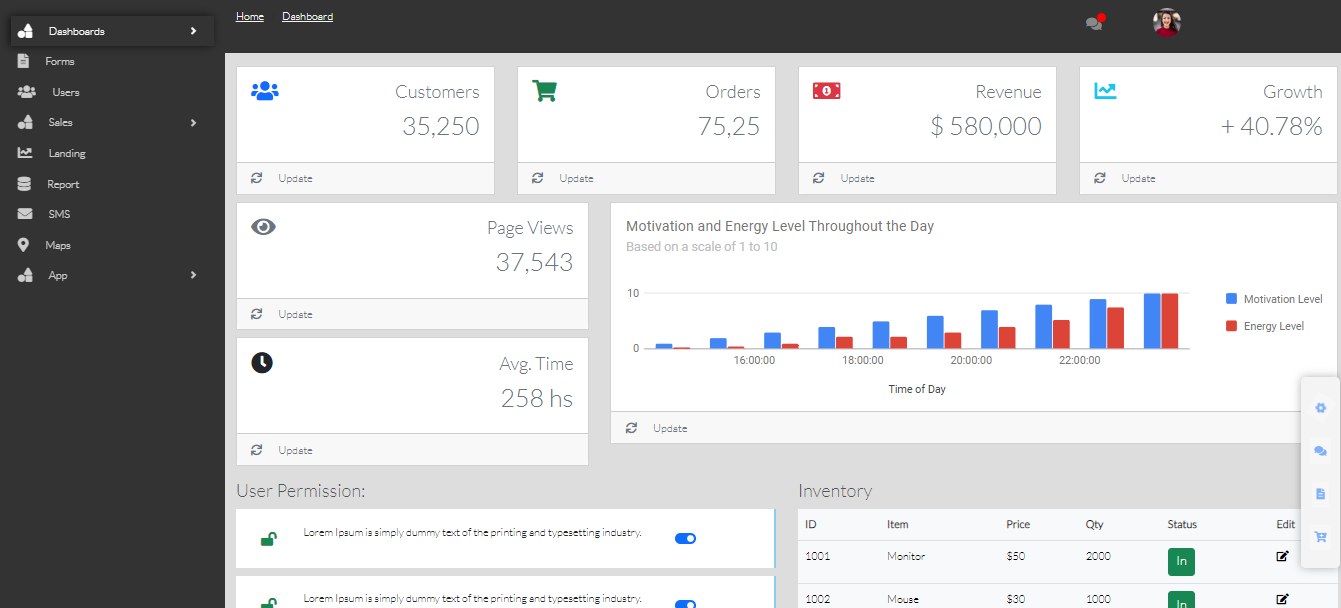 Home Dashboard
Dashboards
Forms
Users
Sales
Landing
Report
SMS
Maps
App
Customers
35,250
Update
Orders
75,25
Update
Revenue
$ 580,000
Update
Growth
+ 40.78%
Update
Page Views
37,543
Update
Avg. Time
258 hs
Update
Motivation and Energy Level Throughout the Day
Based on a scale of 1 to 10
10
0
16:00:00 18:00:00 20:00:00 22:00:00
Time of Day
Motivation Level
Energy Level
Update
User Permission:
Lorem Ipsum is simply dummy text of the printing and typesetting industry.
Lorem Ipsum is simply dummy text of the printing and typesetting industry.
Inventory
ID Item Price Qty Status Edit
1001 Monitor $50 2000 In
1002 Mouse $30 1000 In